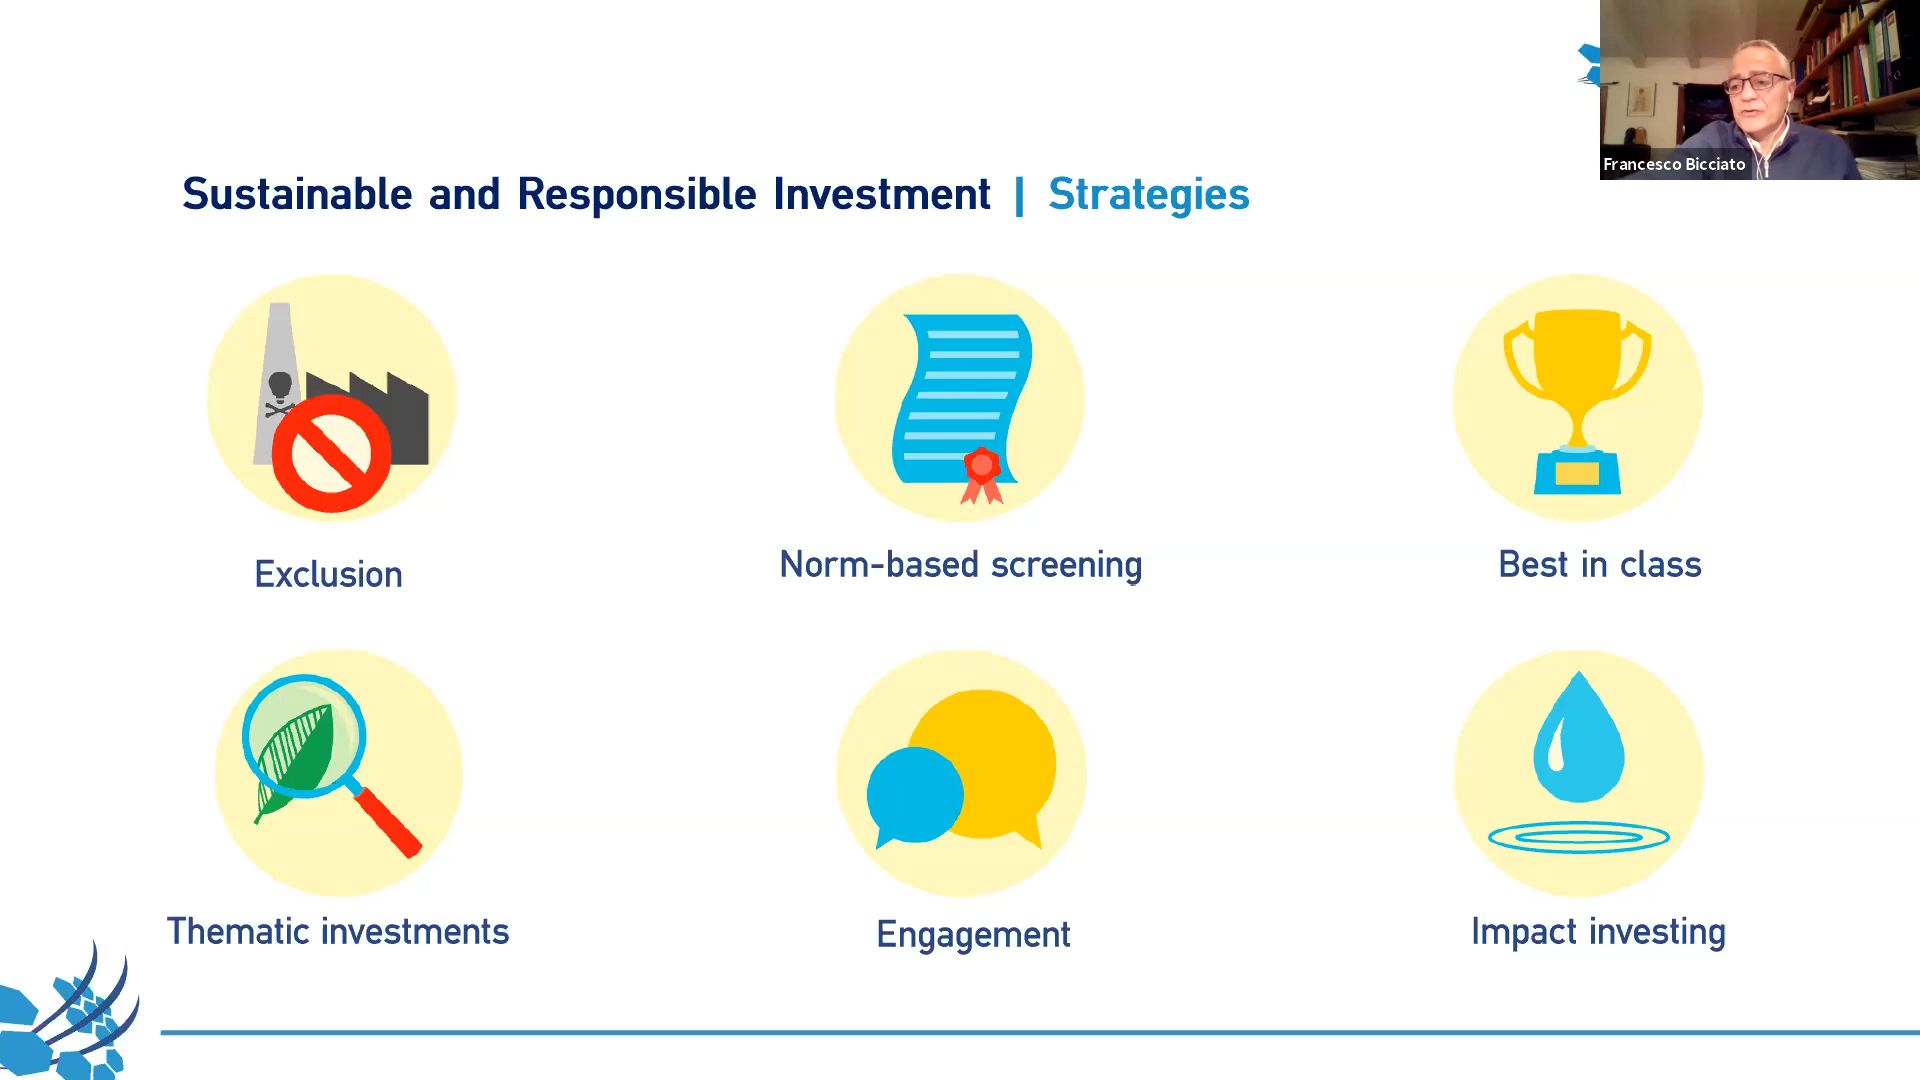 Francesco Bicciato
Sustainable and Responsible Investment | Strategies
Exclusion
Norm-based screening
Best in class
Thematic investments
Engagement
Impact investing